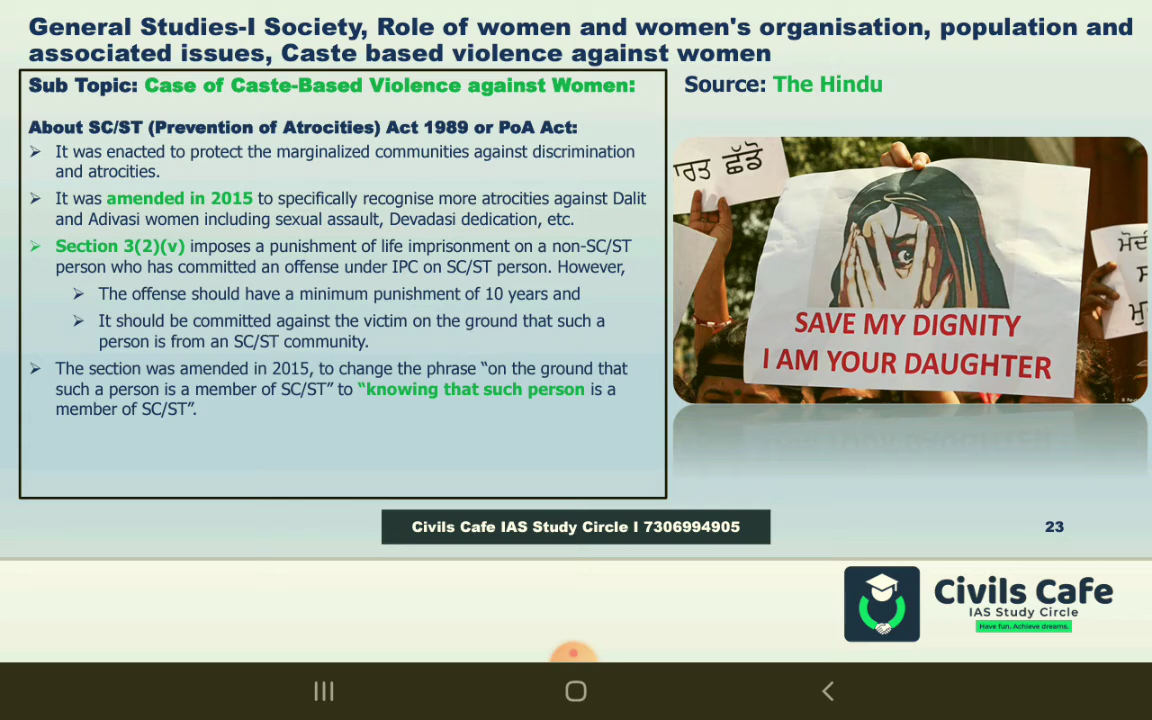 General Studies-I Society, Role of women and women's organisation, population and
associated issues, Caste based violence against women
Sub Topic: Case of Caste-Based Violence against Women:
About SC/ST (Prevention of Atrocities) Act 1989 or PoA Act:
It was enacted to protect the marginalized communities against discrimination
and atrocities.
It was amended in 2015 to specifically recognise more atrocities against Dalit
and Adivasi women including sexual assault, Devadasi dedication, etc.
Section 3(2)(v) imposes a punishment of life imprisonment on a non-SC/ST
person who has committed an offense under IPC on SC/ST person. However,
The offense should have a minimum punishment of 10 years and
It should be committed against the victim on the ground that such a
person is from an SC/ST community.
The section was amended in 2015, to change the phrase “on the ground that
such a person is a member of SC/ST” to “knowing that such person is a
member of SC/ST”.
Source: The Hindu
ਾਰਤ ਛੱਡੋ
ਮੋਦੀ
SAVE MY DIGNITY
I AM YOUR DAUGHTER
Civils Cafe IAS Study Circle I 7306994905
23
Civils Cafe
IAS Study Circle
Have fun. Achieve dreams.